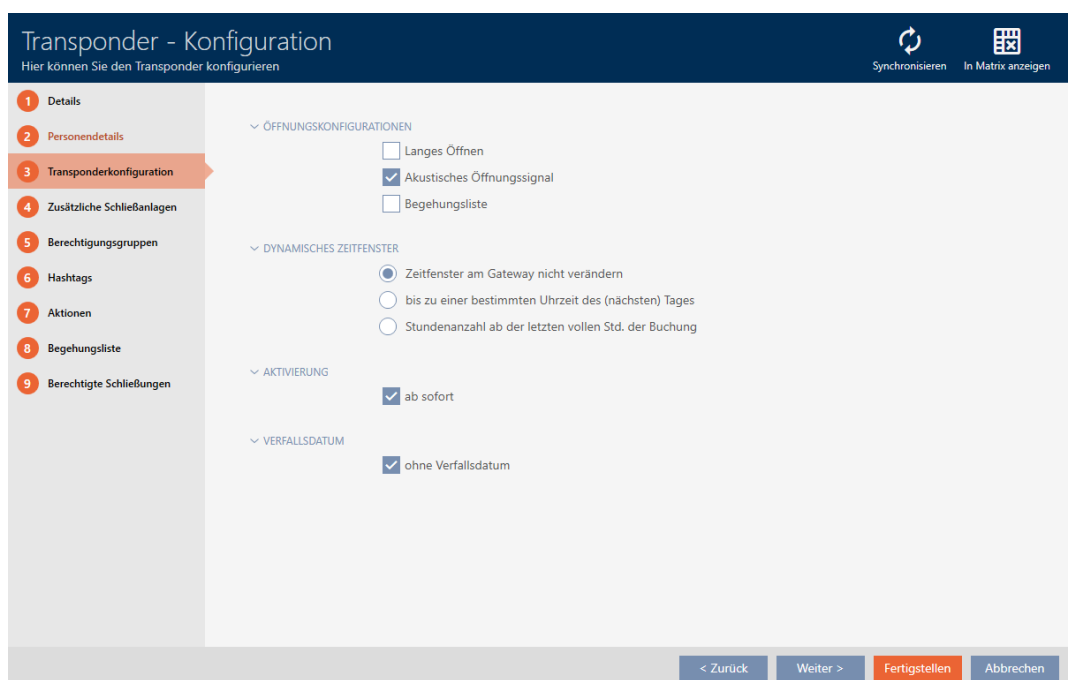 Transponder - Konfiguration
Hier können Sie den Transponder konfigurieren
Synchronisieren
In Matrix anzeigen
1 Details
2 Personendetails
3 Transponderkonfiguration
4 Zusätzliche Schließanlagen
5 Berechtigungsgruppen
6 Hashtags
7 Aktionen
8 Begehungsliste
9 Berechtigte Schließungen
ÖFFNUNGSKONFIGURATIONEN
Langes Öffnen
Akustisches Öffnungssignal
Begehungsliste
DYNAMISCHES ZEITFENSTER
Zeitfenster am Gateway nicht verändern
bis zu einer bestimmten Uhrzeit des (nächsten) Tages
Stundenanzahl ab der letzten vollen Std. der Buchung
AKTIVIERUNG
ab sofort
VERFALLSDATUM
ohne Verfallsdatum
< Zurück
Weiter >
Fertigstellen
Abbrechen